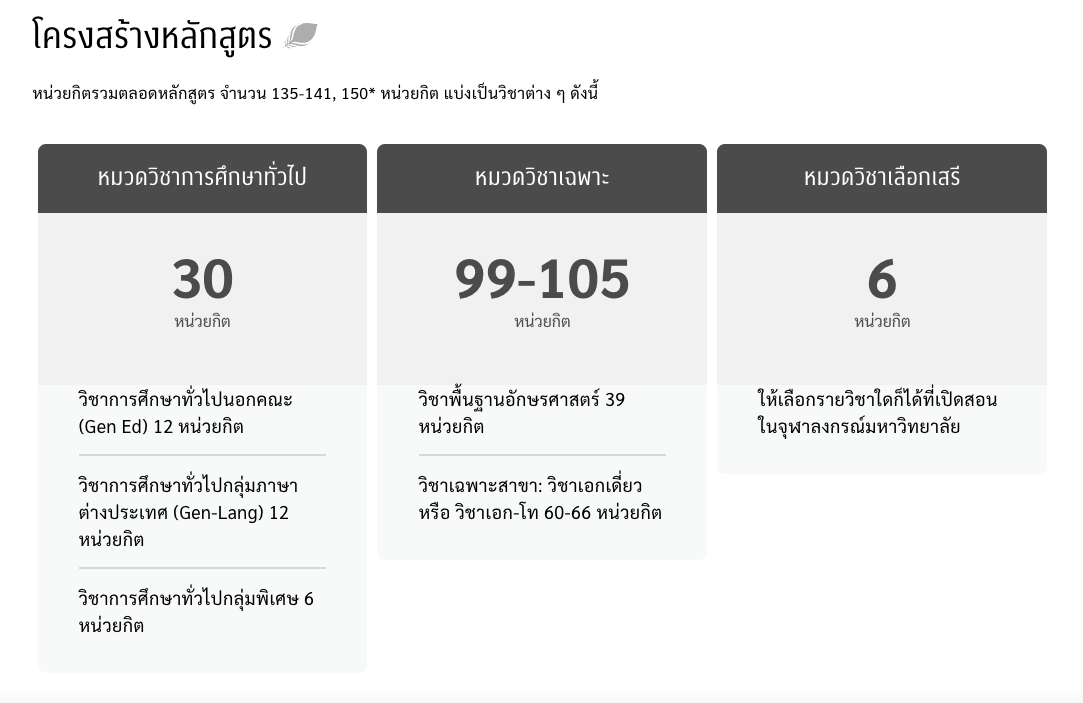 โครงสร้างหลักสูตร
หน่วยกิตรวมตลอดหลักสูตร จำนวน 135-141, 150* หน่วยกิต แบ่งเป็นวิชาต่าง ๆ ดังนี้
หมวดวิชาการศึกษาทั่วไป
30
หน่วยกิต
วิชาการศึกษาทั่วไปนอกคณะ
(Gen Ed) 12 หน่วยกิต
วิชาการศึกษาทั่วไปกลุ่มภาษา
ต่างประเทศ (Gen-Lang) 12
หน่วยกิต
วิชาการศึกษาทั่วไปกลุ่มพิเศษ 6
หน่วยกิต
หมวดวิชาเฉพาะ
99-105
หน่วยกิต
วิชาพื้นฐานอักษรศาสตร์ 39
หน่วยกิต
วิชาเฉพาะสาขา: วิชาเอกเดี่ยว
หรือ วิชาเอก-โท 60-66 หน่วยกิต
หมวดวิชาเลือกเสรี
6
หน่วยกิต
ให้เลือกรายวิชาใดก็ได้ที่เปิดสอน
ในจุฬาลงกรณ์มหาวิทยาลัย